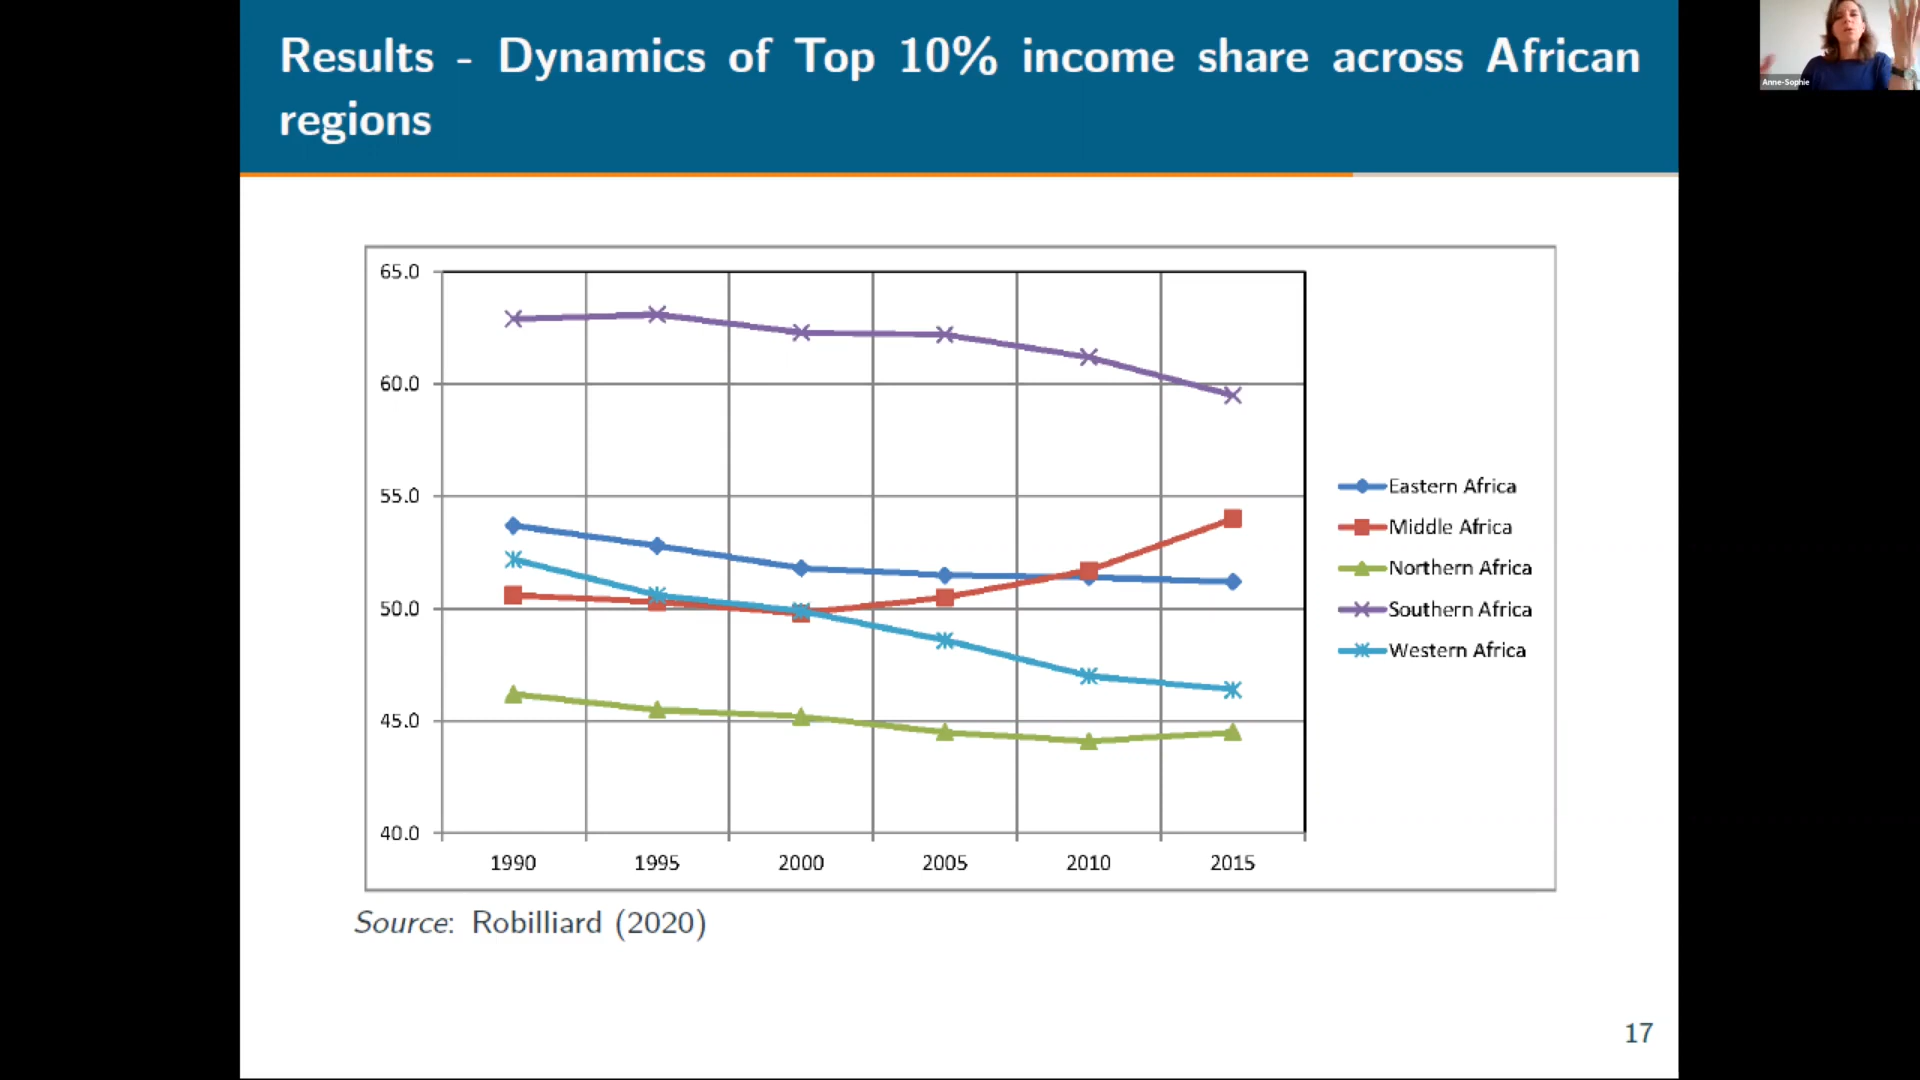 Results - Dynamics of Top 10% income share across African
regions
Anne-Sophie
65.0
60.0
55.0
50.0
45.0
40.0
1990 1995 2000 2005 2010 2015
Eastern Africa
Middle Africa
Northern Africa
Southern Africa
Western Africa
Source: Robilliard (2020)
17